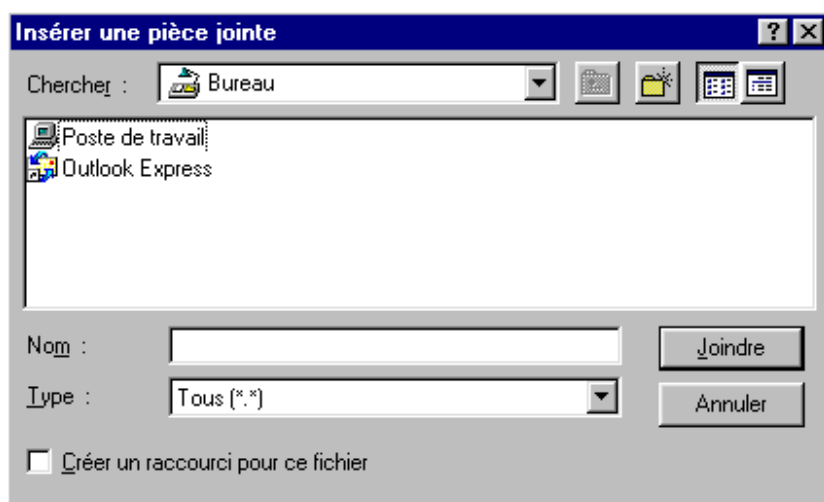 Insérer une pièce jointe
Chercher : Bureau
Poste de travail
Outlook Express
Nom : Joindre
Type : Tous (*.*) Annuler
Créer un raccourci pour ce fichier